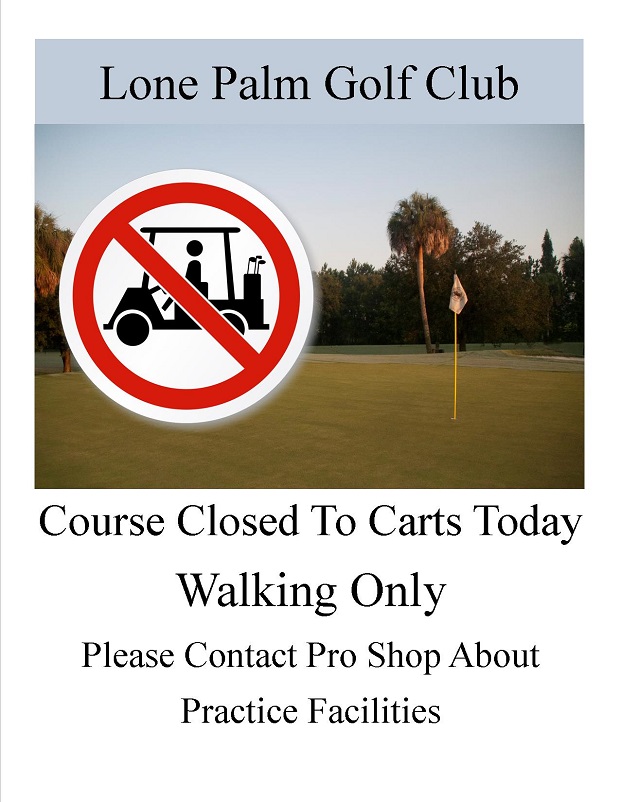 Lone Palm Golf Club
Course Closed To Carts Today
Walking Only
Please Contact Pro Shop About
Practice Facilities